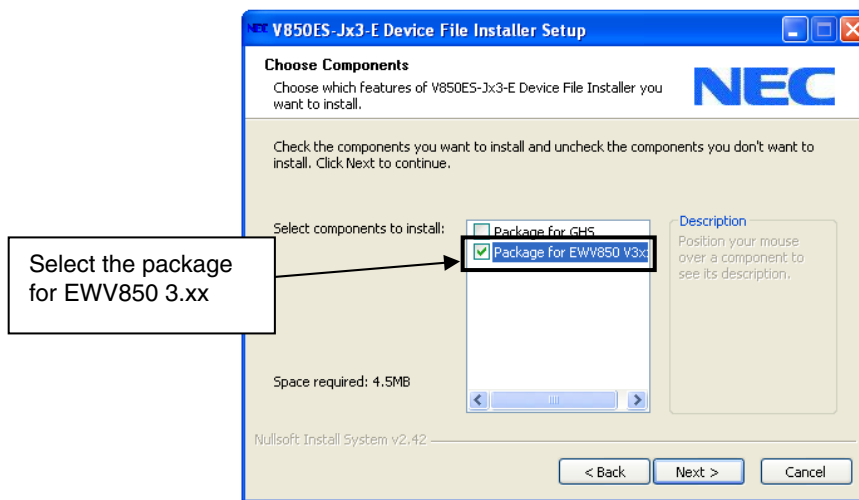 NEC V850ES-Jx3-E Device File Installer Setup
Choose Components
Choose which features of V850ES-Jx3-E Device File Installer you
want to install.
NEC
Check the components you want to install and uncheck the components you don't want to
install. Click Next to continue.
Select components to install:
Package for GHS
Package for EWV850 V3x
Description
Position your mouse
over a component to
see its description.
Select the package
for EWV850 3.xx
Space required: 4.5MB
Nullsoft Install System v2.42
< Back
Next >
Cancel